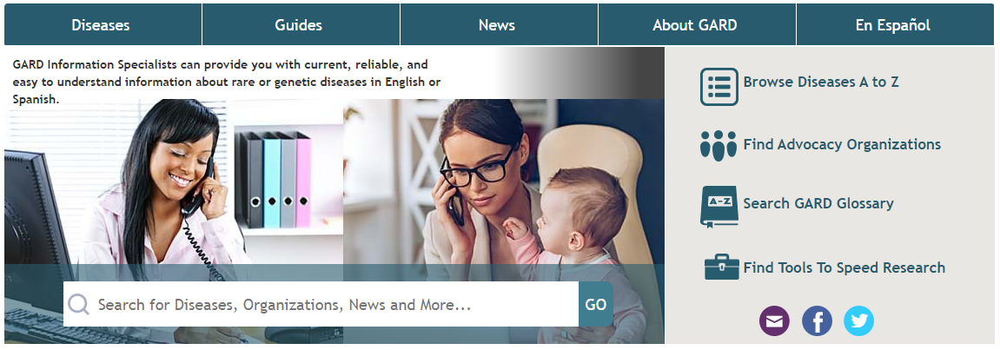 Diseases
Guides
News
About GARD
En Español
GARD Information Specialists can provide you with current, reliable, and
easy to understand information about rare or genetic diseases in English or
Spanish.
Browse Diseases A to Z
Find Advocacy Organizations
A-Z
Search GARD Glossary
Find Tools To Speed Research
Search for Diseases, Organizations, News and More...
GO
f